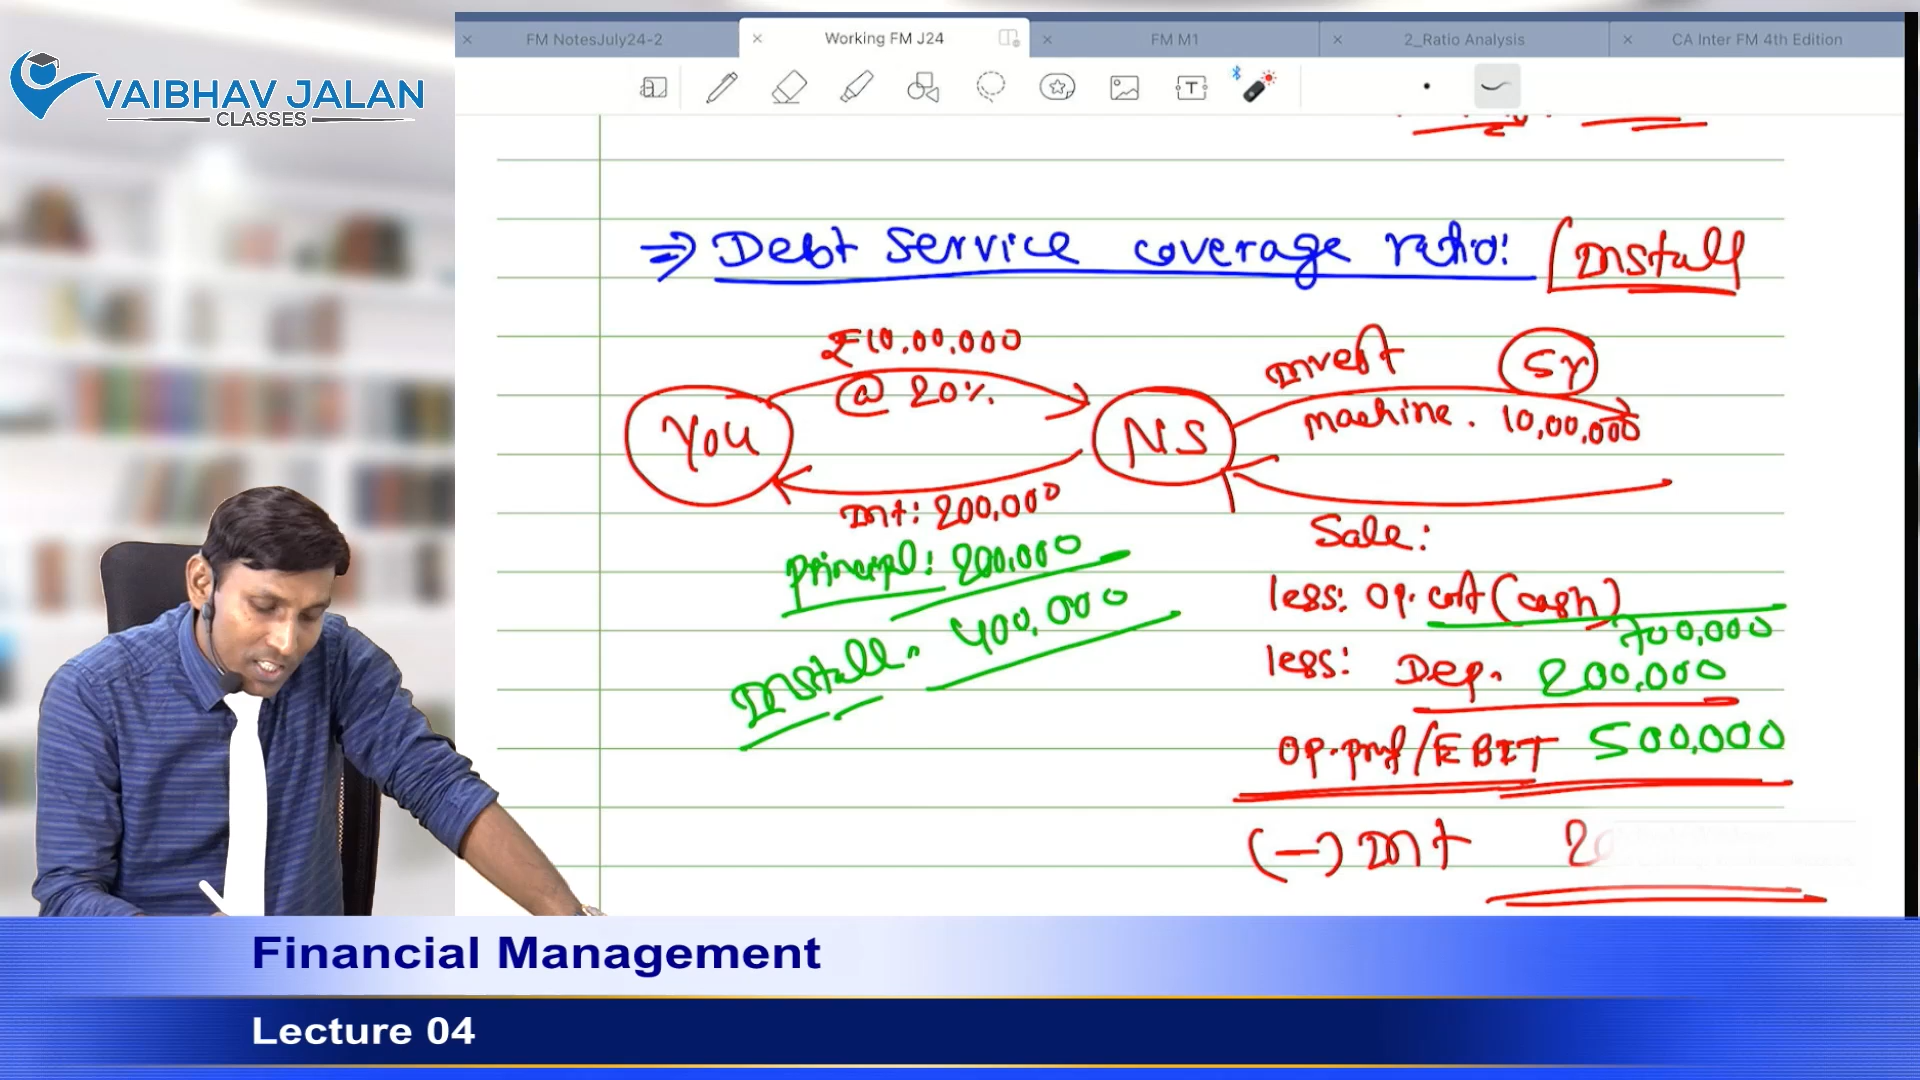 VAIBHAV JALAN
CLASSES
FM NotesJuly24-2
Working FM J24
FM M1
2_Ratio Analysis
CA Inter FM 4th Edition
T
⇒ Debt service coverage ratio: (Install
₹10,00,000
@ 20%
You
NS
Invest
5Y
machine. 10,00,000
Int: 200,000
Principal: 200,000
Install. 400,000
Sale:
less: Op. cost (cash)
700,000
less: Dep. 200,000
Op. prof/EBIT 500,000
(-) Int
Financial Management
Lecture 04